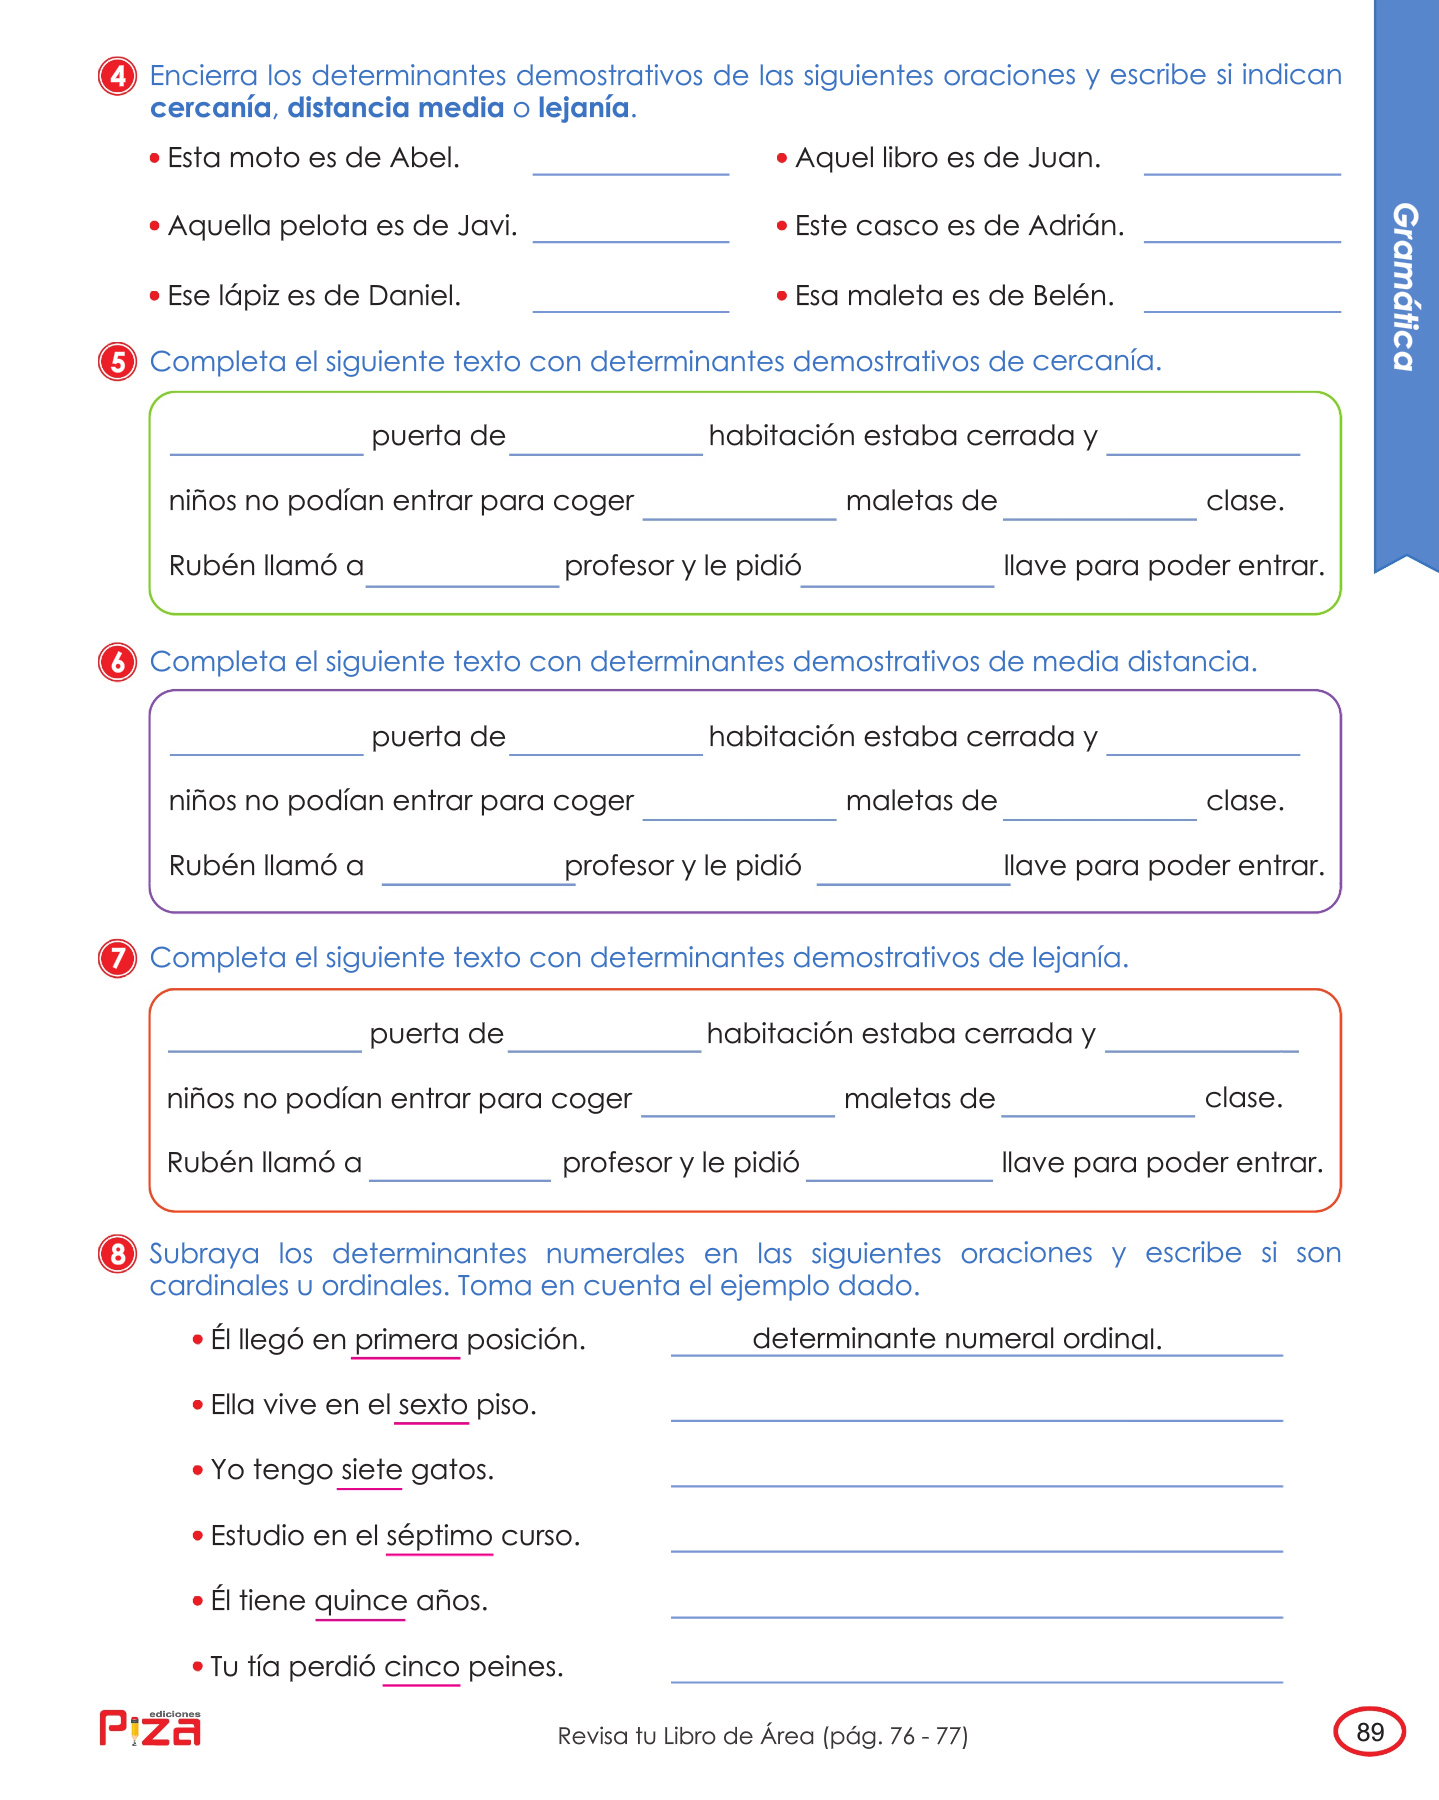 4 Encierra los determinantes demostrativos de las siguientes oraciones y escribe si indican
cercanía, distancia media o lejanía.
• Esta moto es de Abel. ____________ • Aquel libro es de Juan. ____________
• Aquella pelota es de Javi. ____________ • Este casco es de Adrián. ____________
• Ese lápiz es de Daniel. ____________ • Esa maleta es de Belén. ____________
Gramática
5 Completa el siguiente texto con determinantes demostrativos de cercanía.
____________ puerta de ____________ habitación estaba cerrada y ____________
niños no podían entrar para coger ____________ maletas de ____________ clase.
Rubén llamó a ____________ profesor y le pidió ____________ llave para poder entrar.
6 Completa el siguiente texto con determinantes demostrativos de media distancia.
____________ puerta de ____________ habitación estaba cerrada y ____________
niños no podían entrar para coger ____________ maletas de ____________ clase.
Rubén llamó a ____________ profesor y le pidió ____________ llave para poder entrar.
7 Completa el siguiente texto con determinantes demostrativos de lejanía.
____________ puerta de ____________ habitación estaba cerrada y ____________
niños no podían entrar para coger ____________ maletas de ____________ clase.
Rubén llamó a ____________ profesor y le pidió ____________ llave para poder entrar.
8 Subraya los determinantes numerales en las siguientes oraciones y escribe si son
cardinales u ordinales. Toma en cuenta el ejemplo dado.
• Él llegó en primera posición. determinante numeral ordinal.
• Ella vive en el sexto piso. ____________
• Yo tengo siete gatos. ____________
• Estudio en el séptimo curso. ____________
• Él tiene quince años. ____________
• Tu tía perdió cinco peines. ____________
ediciones
Piza
Revisa tu Libro de Área (pág. 76 - 77)
89